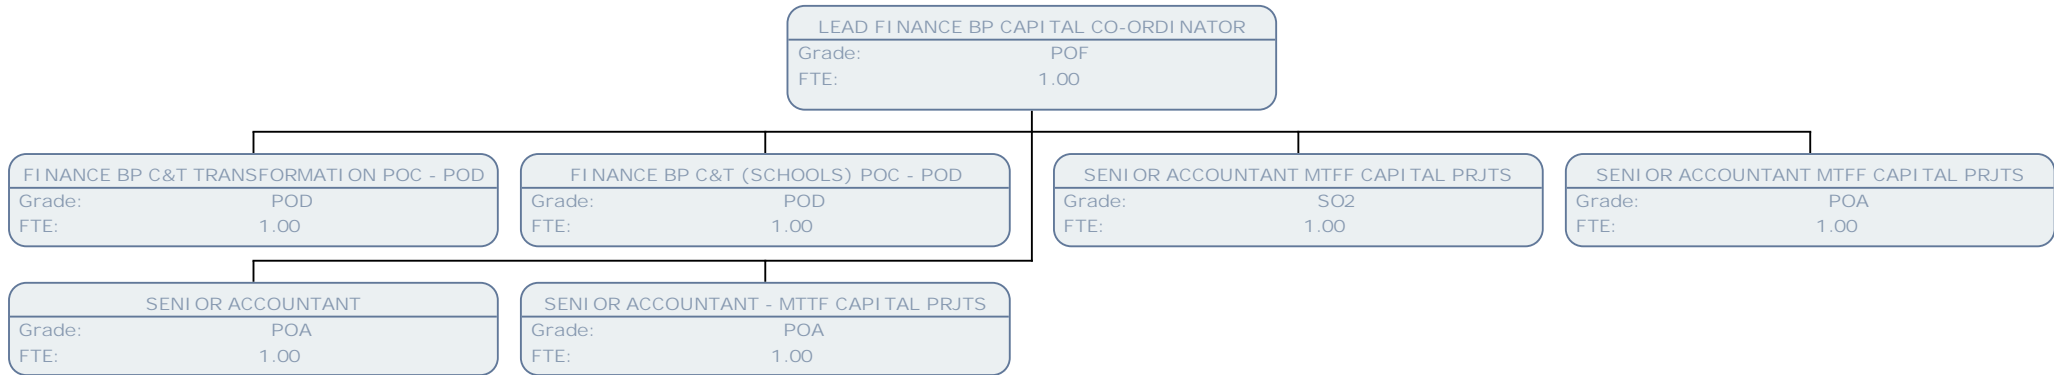 LEAD FINANCE BP CAPITAL CO-ORDINATOR
Grade: POF
FTE: 1.00
FINANCE BP C&T TRANSFORMATION POC - POD
Grade: POD
FTE: 1.00
FINANCE BP C&T (SCHOOLS) POC - POD
Grade: POD
FTE: 1.00
SENIOR ACCOUNTANT MTFF CAPITAL PRJTS
Grade: SO2
FTE: 1.00
SENIOR ACCOUNTANT MTFF CAPITAL PRJTS
Grade: POA
FTE: 1.00
SENIOR ACCOUNTANT
Grade: POA
FTE: 1.00
SENIOR ACCOUNTANT - MTTF CAPITAL PRJTS
Grade: POA
FTE: 1.00